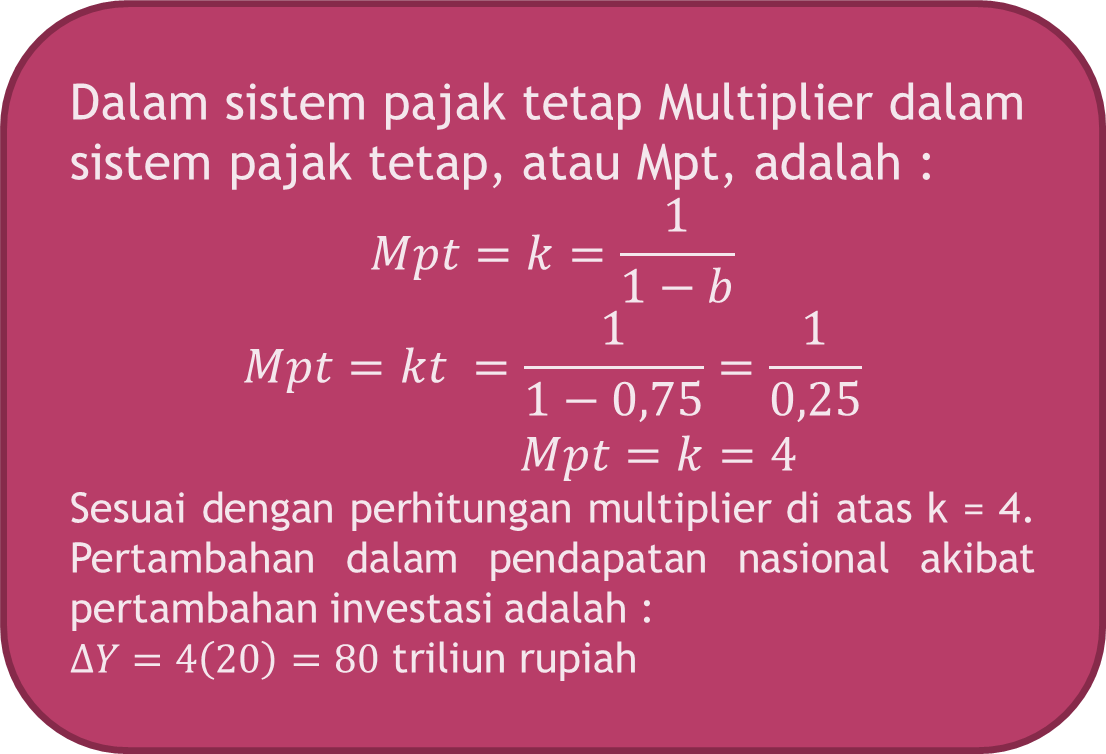 Dalam sistem pajak tetap Multiplier dalam
sistem pajak tetap, atau Mpt, adalah :
Mpt = k = 1 / (1 − b)
Mpt = kt = 1 / (1 − 0,75) = 1 / 0,25
Mpt = k = 4
Sesuai dengan perhitungan multiplier di atas k = 4.
Pertambahan dalam pendapatan nasional akibat
pertambahan investasi adalah :
∆Y = 4(20) = 80 triliun rupiah